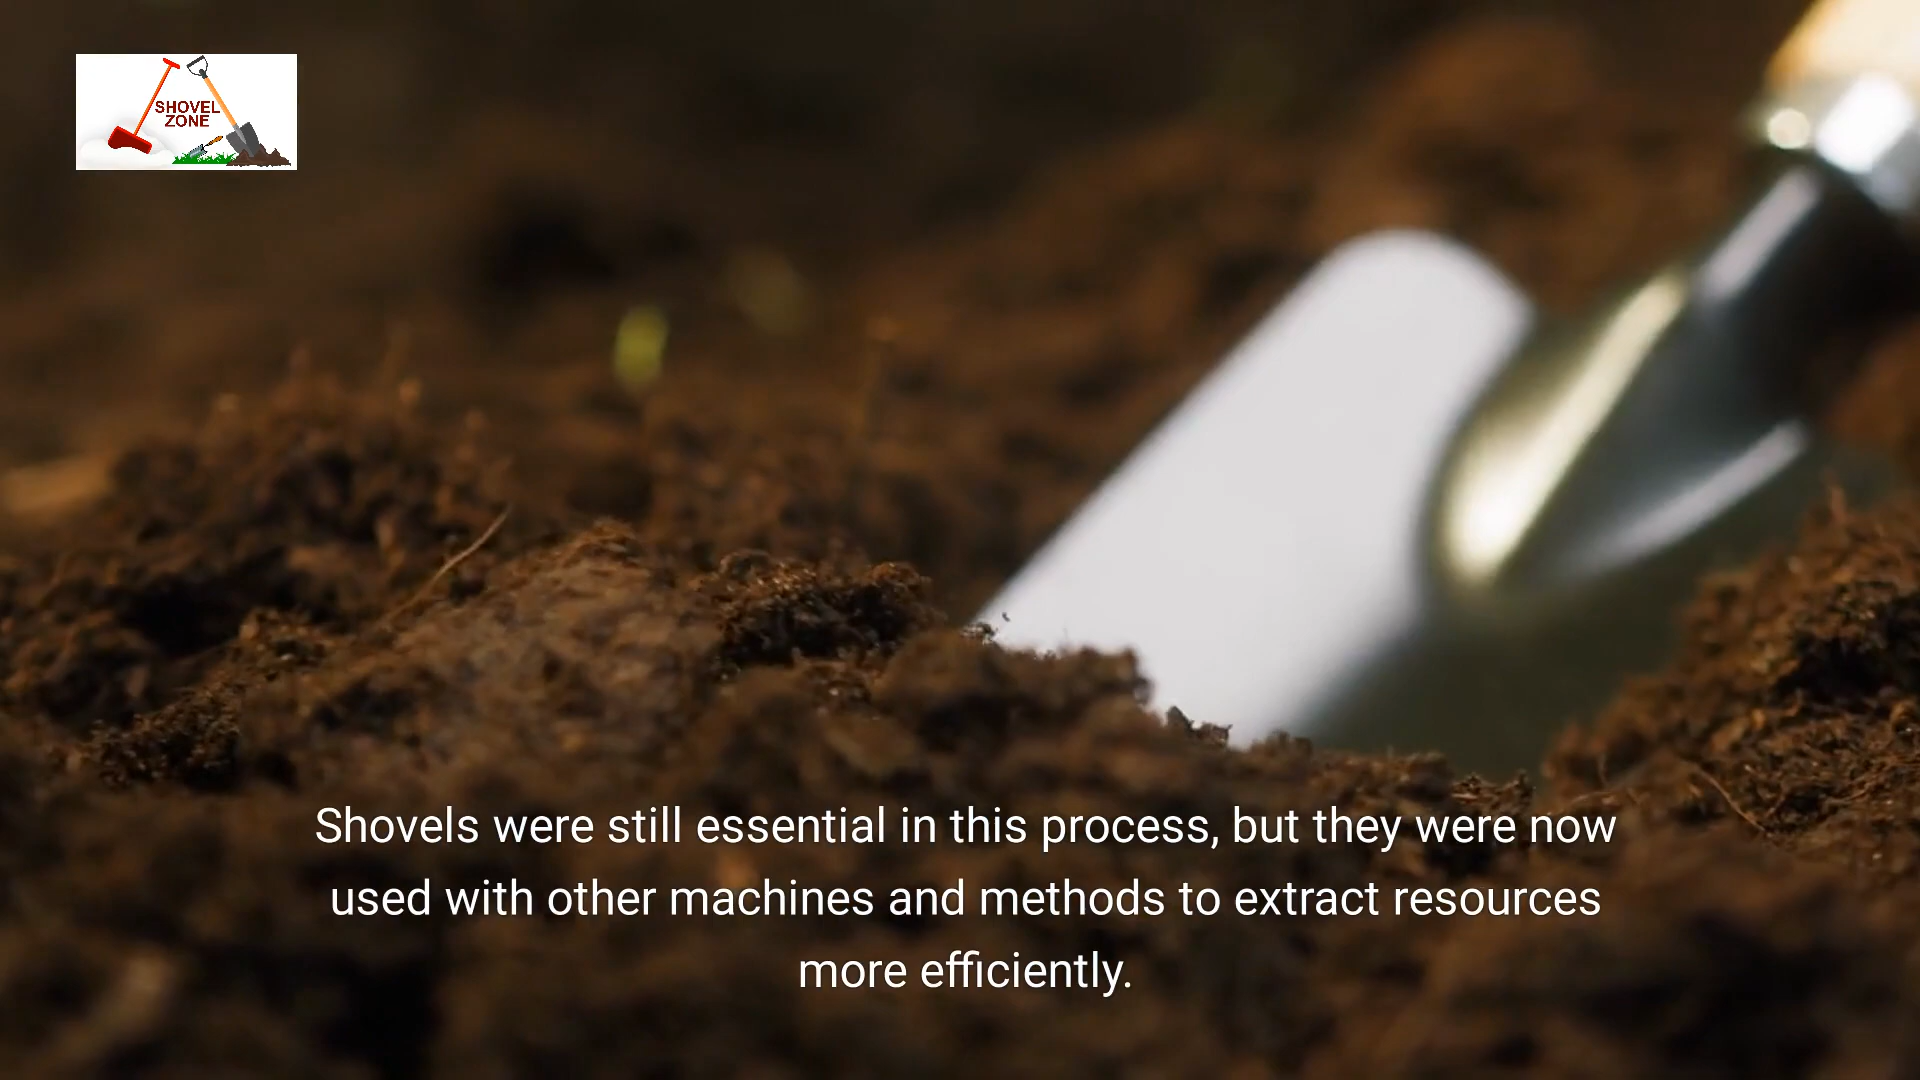 SHOVEL
ZONE
Shovels were still essential in this process, but they were now
used with other machines and methods to extract resources
more efficiently.